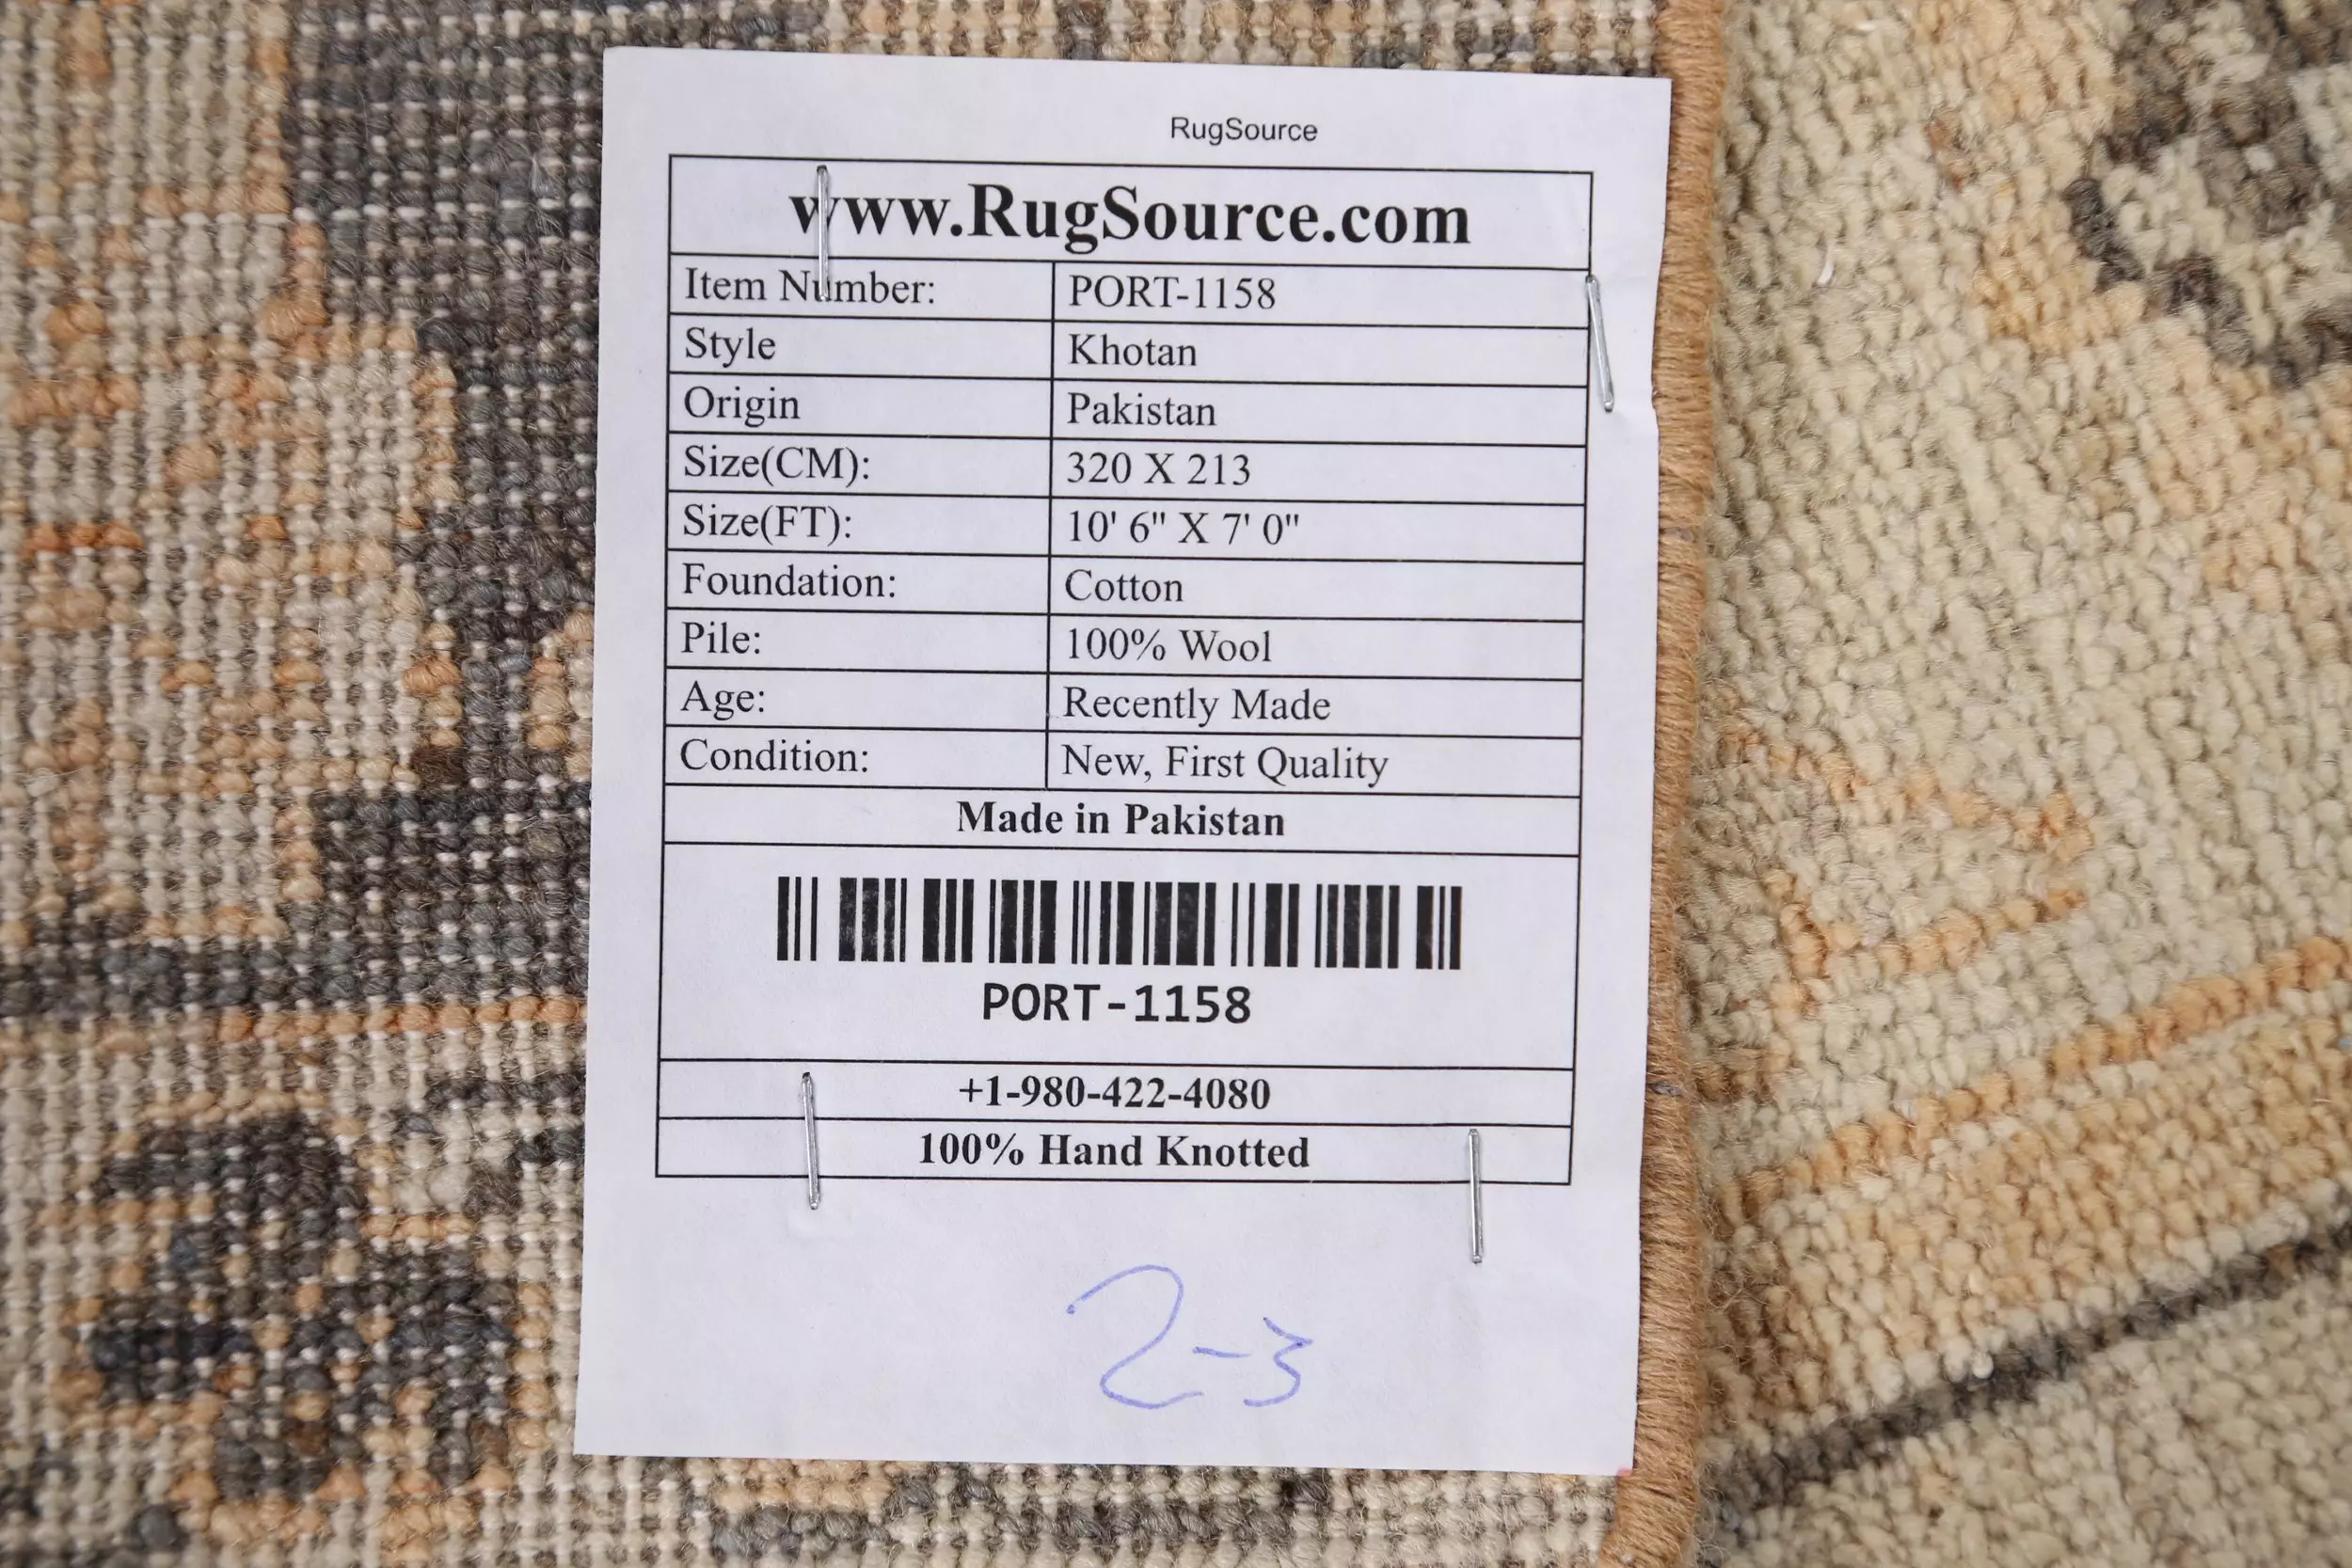 RugSource
www.RugSource.com
Item Number: PORT-1158
Style Khotan
Origin Pakistan
Size(CM): 320 X 213
Size(FT): 10' 6" X 7' 0"
Foundation: Cotton
Pile: 100% Wool
Age: Recently Made
Condition: New, First Quality
Made in Pakistan
PORT-1158
+1-980-422-4080
100% Hand Knotted
2-3